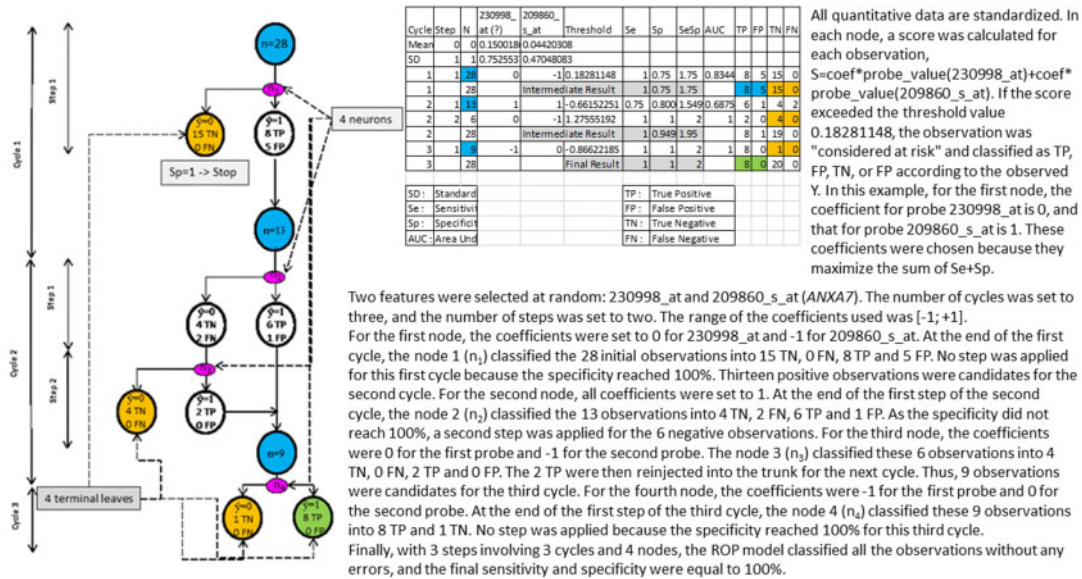 Cycle 1
Step 1
n=28
n1
ŷ=0
15 TN
0 FN
ŷ=1
8 TP
5 FP
4 neurons
Sp=1 -> Stop
n=13
Cycle 2
Step 1
ŷ=0
4 TN
2 FN
ŷ=1
6 TP
1 FP
Step 2
ŷ=0
4 TN
0 FN
ŷ=1
2 TP
0 FP
n=9
4 terminal leaves
Cycle 3
ŷ=0
1 TN
0 FN
ŷ=1
8 TP
0 FP
230998_ 209860_
Cycle Step N at (?) s_at Threshold Se Sp SeSp AUC TP FP TN FN
Mean 0 0 0.1500186 0.04420308
SD 1 1 0.752553 0.47048083
1 1 28 0 -1 0.18281148 1 0.75 1.75 0.8344 8 5 15 0
1 28 Intermediate Result 1 0.75 1.75 8 5 15 0
2 1 13 1 1 -0.66152251 0.75 0.800 1.549 0.6875 6 1 4 2
2 2 6 0 -1 1.27555192 1 1 2 1 2 0 4 0
2 28 Intermediate Result 1 0.949 1.95 8 1 19 0
3 1 9 -1 0 -0.86622185 1 1 2 1 8 0 1 0
3 28 Final Result 1 1 2 8 0 20 0
SD : Standard
Se : Sensitivi
Sp : Specific
AUC : Area Und
TP : True Positive
FP : False Positive
TN : True Negative
FN : False Negative
All quantitative data are standardized. In
each node, a score was calculated for
each observation,
S=coef*probe_value(230998_at)+coef*
probe_value(209860_s_at). If the score
exceeded the threshold value
0.18281148, the observation was
"considered at risk" and classified as TP,
FP, TN, or FP according to the observed
Y. In this example, for the first node, the
coefficient for probe 230998_at is 0, and
that for probe 209860_s_at is 1. These
coefficients were chosen because they
maximize the sum of Se+Sp.
Two features were selected at random: 230998_at and 209860_s_at (ANXA7). The number of cycles was set to
three, and the number of steps was set to two. The range of the coefficients used was [-1; +1].
For the first node, the coefficients were set to 0 for 230998_at and -1 for 209860_s_at. At the end of the first
cycle, the node 1 (n1) classified the 28 initial observations into 15 TN, 0 FN, 8 TP and 5 FP. No step was applied
for this first cycle because the specificity reached 100%. Thirteen positive observations were candidates for the
second cycle. For the second node, all coefficients were set to 1. At the end of the first step of the second
cycle, the node 2 (n2) classified the 13 observations into 4 TN, 2 FN, 6 TP and 1 FP. As the specificity did not
reach 100%, a second step was applied for the 6 negative observations. For the third node, the coefficients
were 0 for the first probe and -1 for the second probe. The node 3 (n3) classified these 6 observations into 4
TN, 0 FN, 2 TP and 0 FP. The 2 TP were then reinjected into the trunk for the next cycle. Thus, 9 observations
were candidates for the third cycle. For the fourth node, the coefficients were -1 for the first probe and 0 for
the second probe. At the end of the first step of the third cycle, the node 4 (n4) classified these 9 observations
into 8 TP and 1 TN. No step was applied because the specificity reached 100% for this third cycle.
Finally, with 3 steps involving 3 cycles and 4 nodes, the ROP model classified all the observations without any
errors, and the final sensitivity and specificity were equal to 100%.